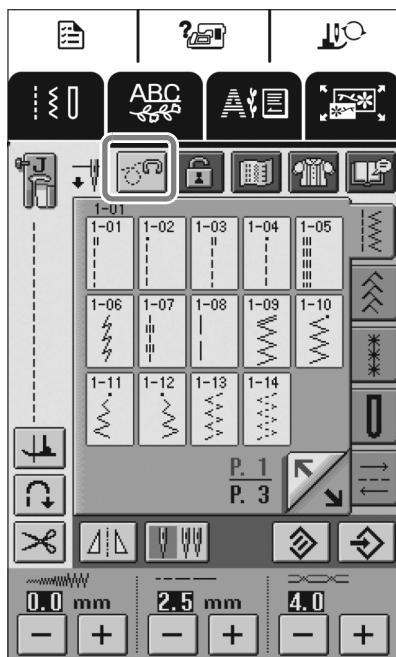 ?
ABC
A
J
1-01
1-01 1-02 1-03 1-04 1-05
1-06 1-07 1-08 1-09 1-10
1-11 1-12 1-13 1-14
P. 1
P. 3
0.0 mm 2.5 mm 4.0
− + − + − +